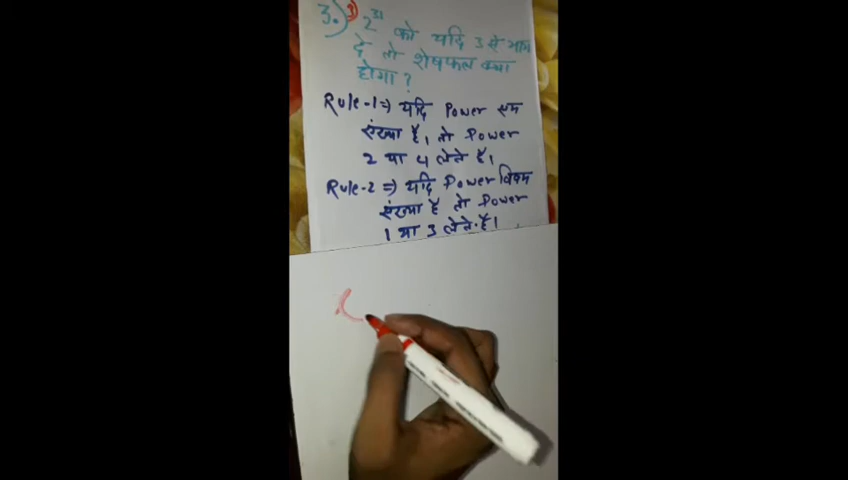 3. 2³¹ को यदि 3 से भाग
दे तो शेषफल क्या
होगा ?
Rule-1 ⇒ यदि Power सम
संख्या है, तो Power
2 या 4 लेते है।
Rule-2 ⇒ यदि Power विषम
संख्या है तो Power
1 या 3 लेते है।